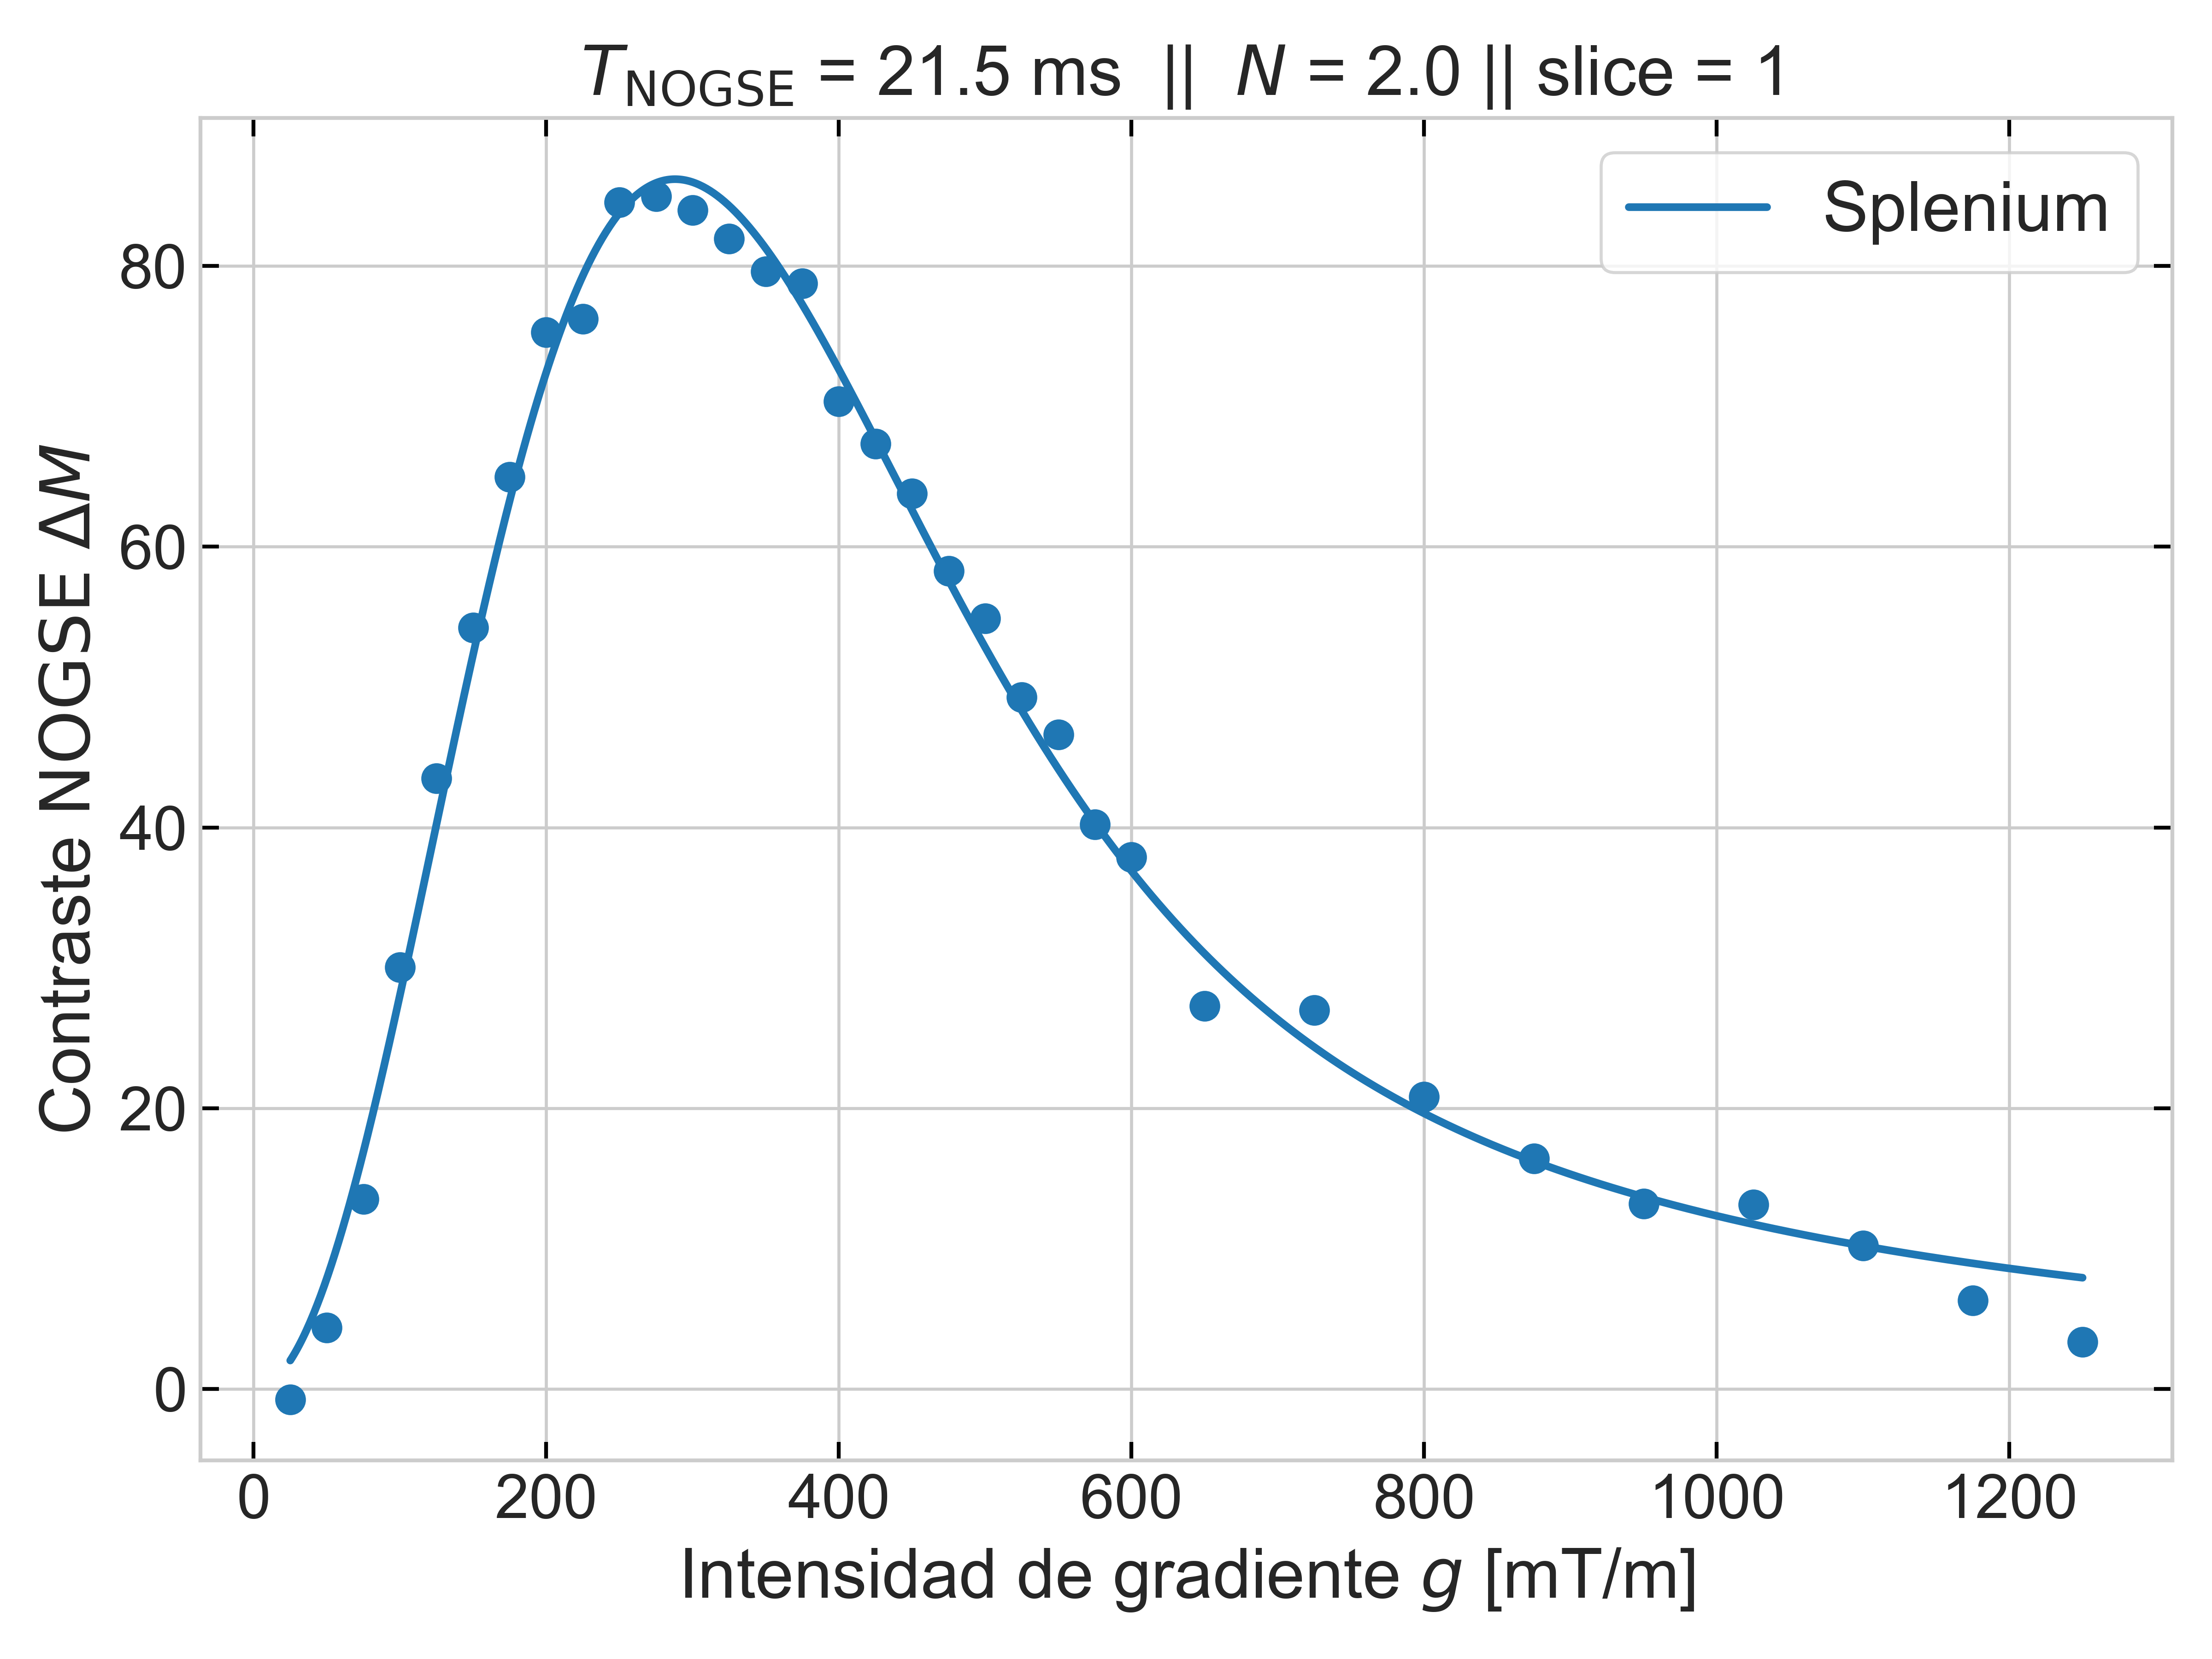 T_NOGSE = 21.5 ms || N = 2.0 || slice = 1
Splenium
Contraste NOGSE ΔM
80
60
40
20
0
0 200 400 600 800 1000 1200
Intensidad de gradiente g [mT/m]